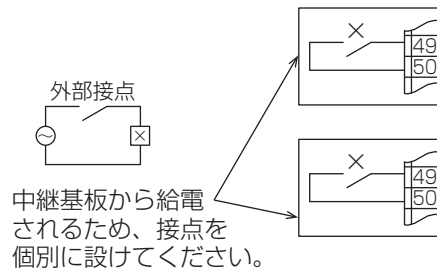 外部接点
中継基板から給電
されるため、接点を
個別に設けてください。
×
×
49
50
×
49
50